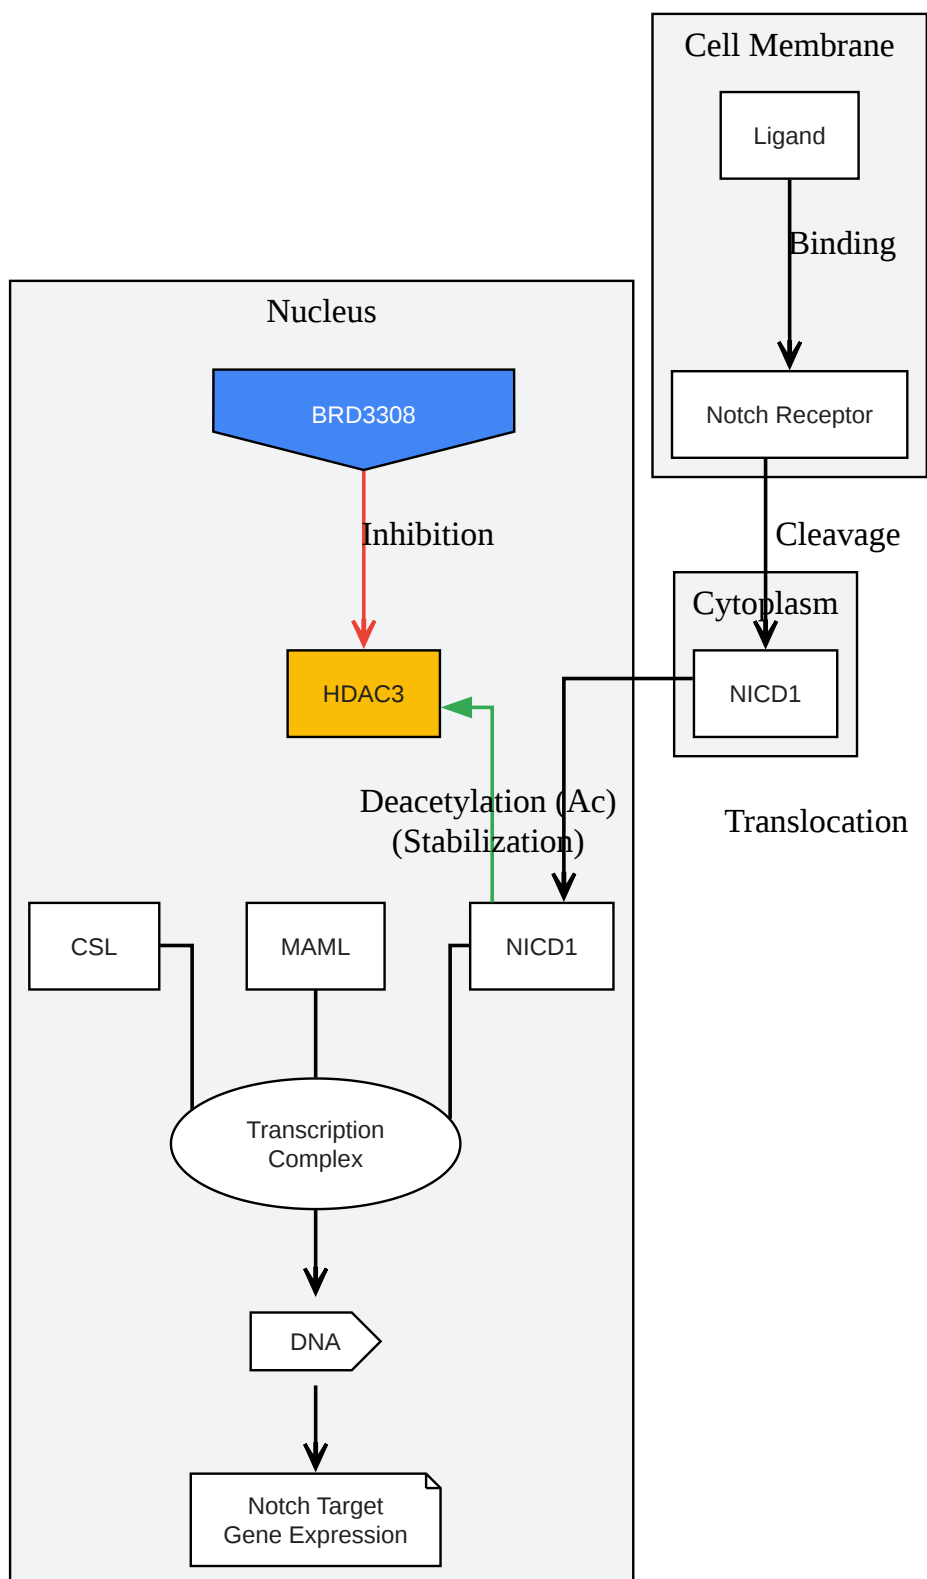 Cell Membrane
Ligand
Binding
Notch Receptor
Cleavage
Cytoplasm
NICD1
Translocation
Nucleus
BRD3308
Inhibition
HDAC3
Deacetylation (Ac)
(Stabilization)
CSL
MAML
NICD1
Transcription
Complex
DNA
Notch Target
Gene Expression